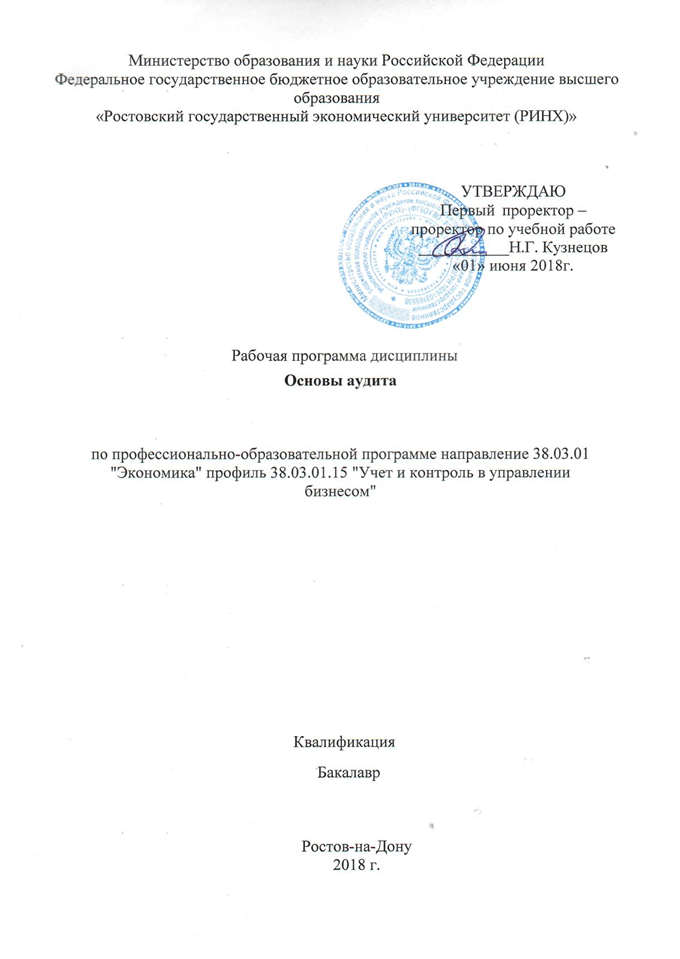 Министерство образования и науки Российской Федерации
Федеральное государственное бюджетное образовательное учреждение высшего
образования
«Ростовский государственный экономический университет (РИНХ)»
УТВЕРЖДАЮ
Первый проректор –
проректор по учебной работе
Н.Г. Кузнецов
«01» июня 2018г.
Рабочая программа дисциплины
Основы аудита
по профессионально-образовательной программе направление 38.03.01
"Экономика" профиль 38.03.01.15 "Учет и контроль в управлении
бизнесом"
Квалификация
Бакалавр
Ростов-на-Дону
2018 г.